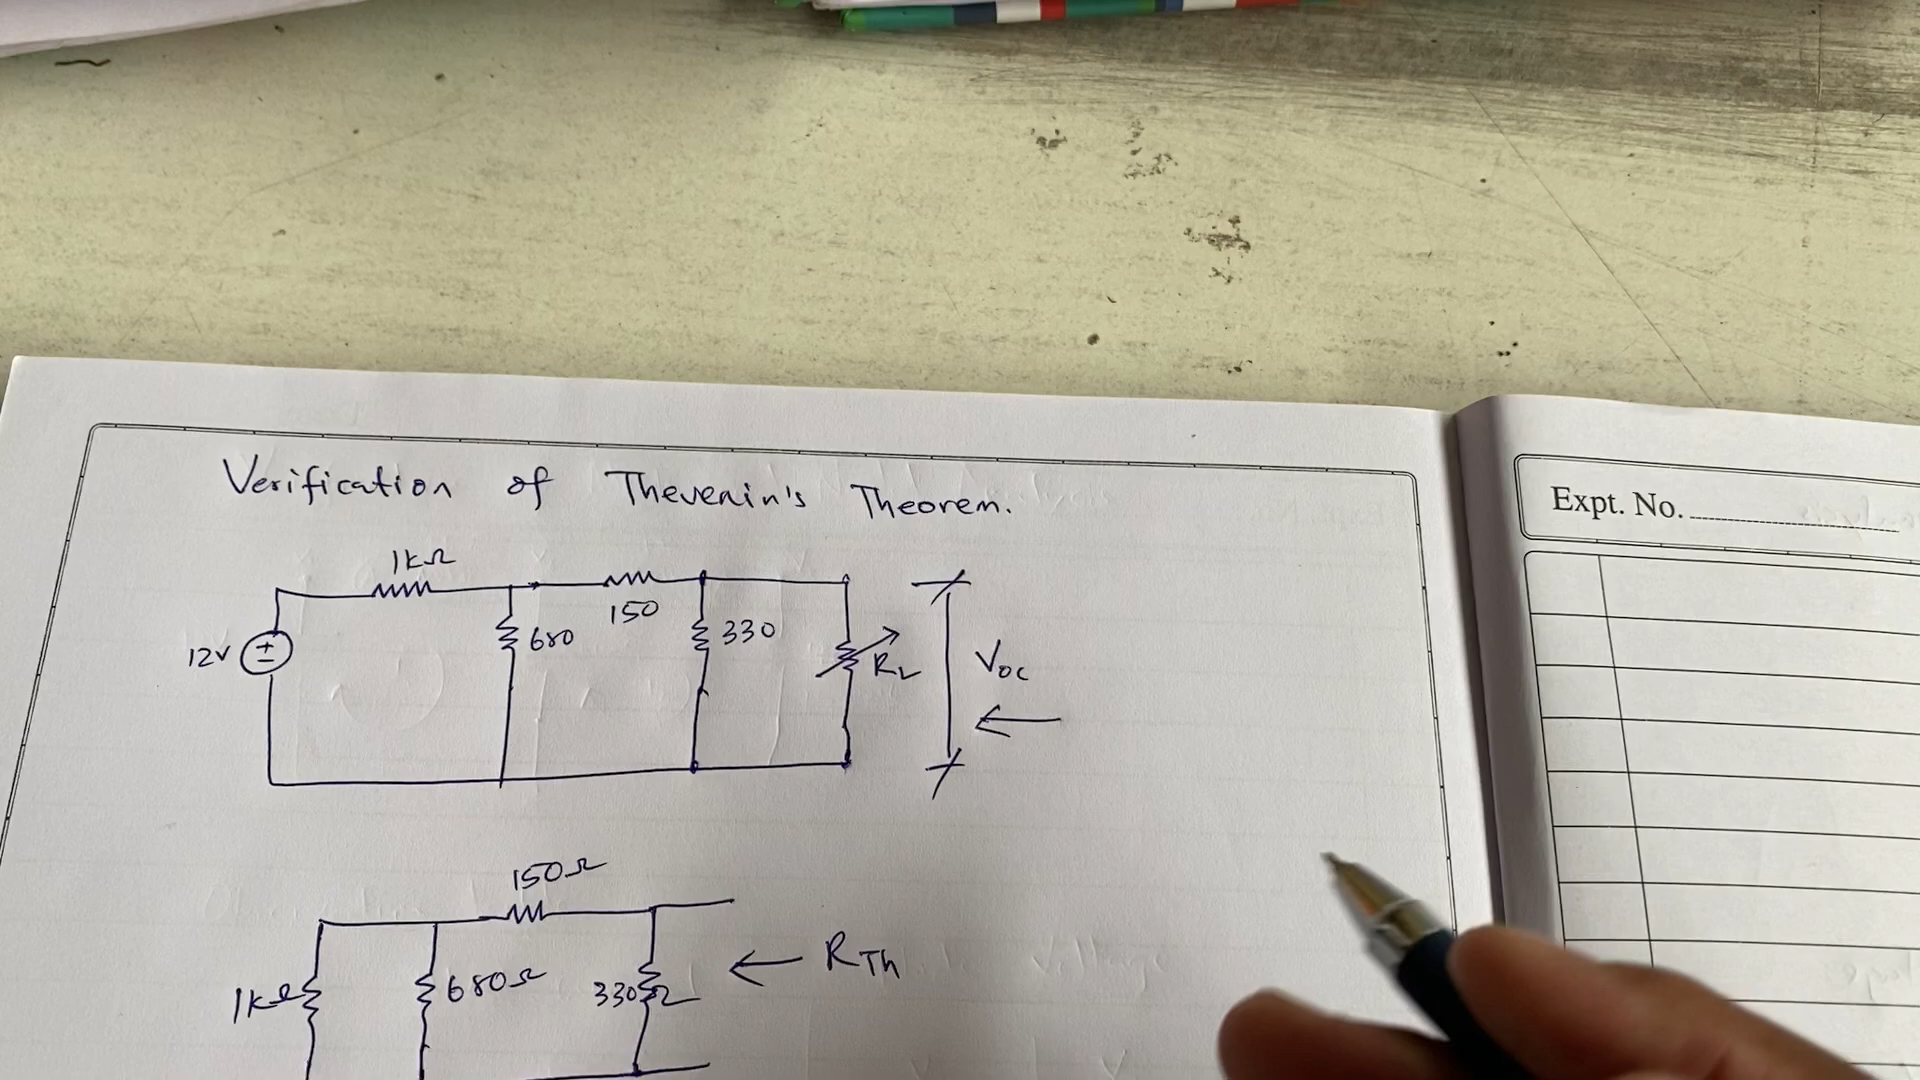 Verification of Thevenin's Theorem.
Expt. No.
1kΩ
150
12V
680
330
RL
Voc
150Ω
1kΩ
680Ω
330Ω
← RTh